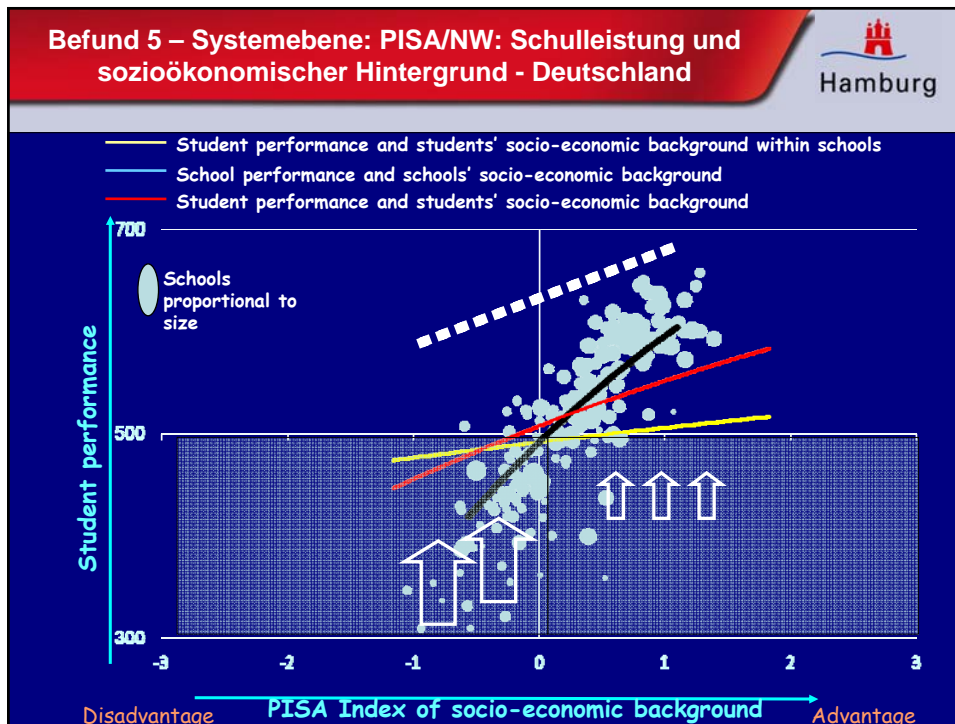 Befund 5 – Systemebene: PISA/NW: Schulleistung und
sozioökonomischer Hintergrund - Deutschland
Hamburg
Student performance and students' socio-economic background within schools
School performance and schools' socio-economic background
Student performance and students' socio-economic background
700
Schools
proportional to
size
Student performance
500
300
-3 -2 -1 0 1 2 3
Disadvantage PISA Index of socio-economic background Advantage